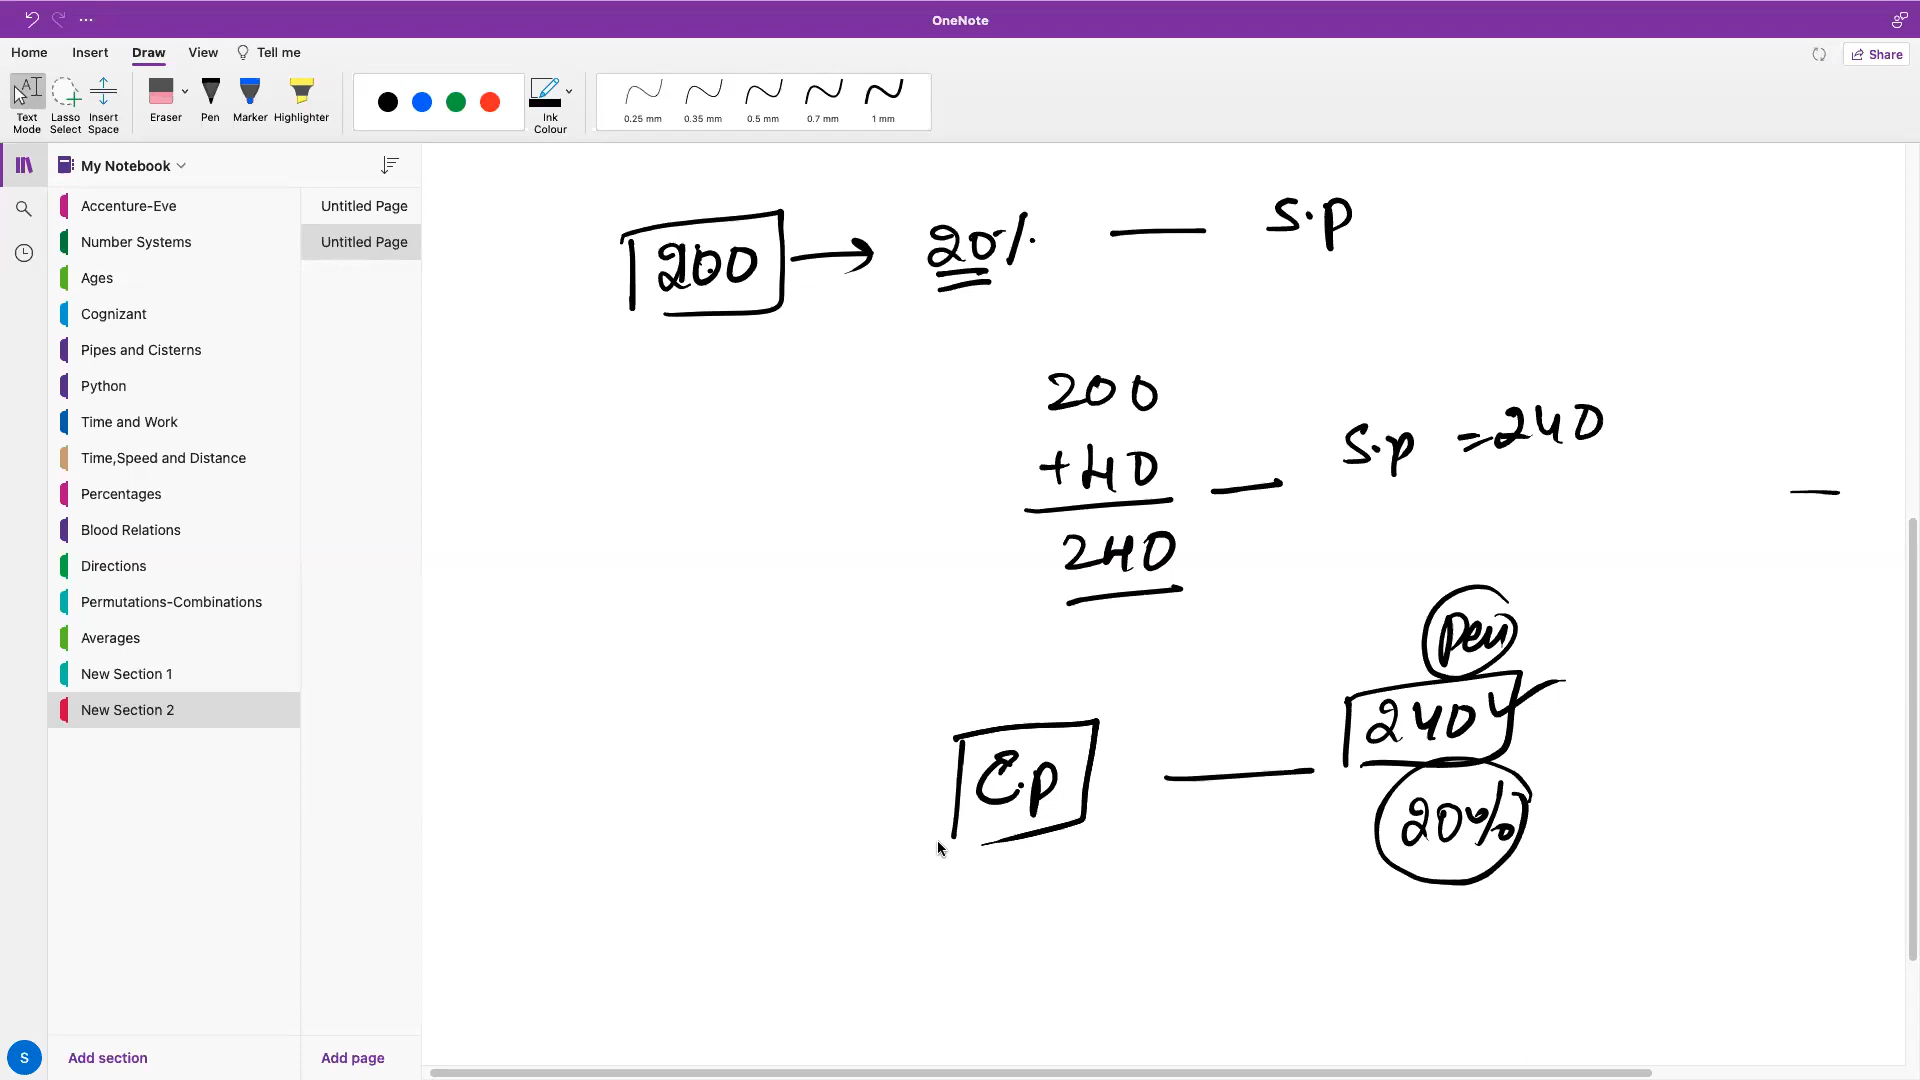 OneNote
Home Insert Draw View Tell me
Share
Text Mode
Lasso Select
Insert Space
Eraser
Pen
Marker
Highlighter
Ink Colour
0.25 mm
0.35 mm
0.5 mm
0.7 mm
1 mm
My Notebook
Accenture-Eve
Number Systems
Ages
Cognizant
Pipes and Cisterns
Python
Time and Work
Time,Speed and Distance
Percentages
Blood Relations
Directions
Permutations-Combinations
Averages
New Section 1
New Section 2
Untitled Page
Untitled Page
200 → 20% — S.p
200
+40 — S.p = 240
240
pen
C.p — 240
20%
S
Add section
Add page